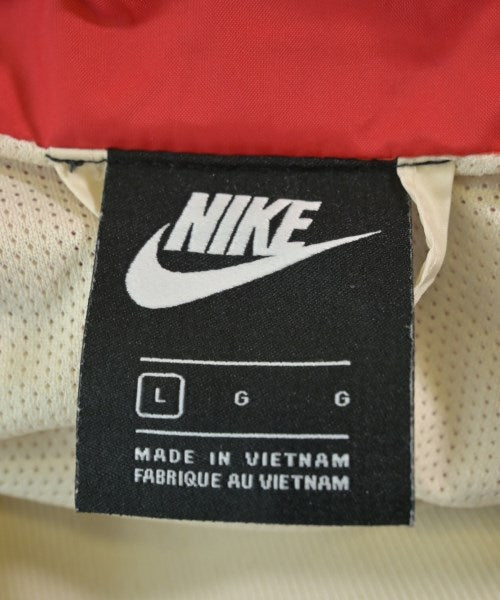 NIKE
L G G
MADE IN VIETNAM
FABRIQUE AU VIETNAM